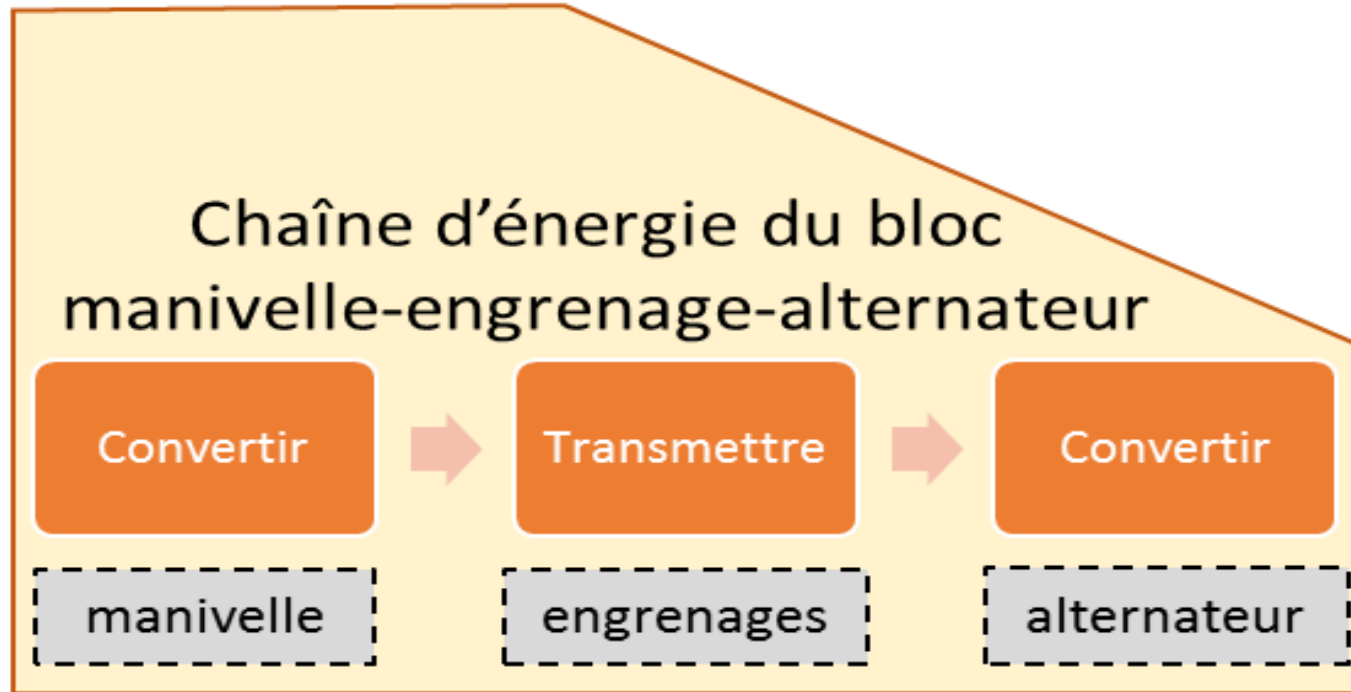 Chaîne d’énergie du bloc
manivelle-engrenage-alternateur
Convertir
Transmettre
Convertir
manivelle
engrenages
alternateur